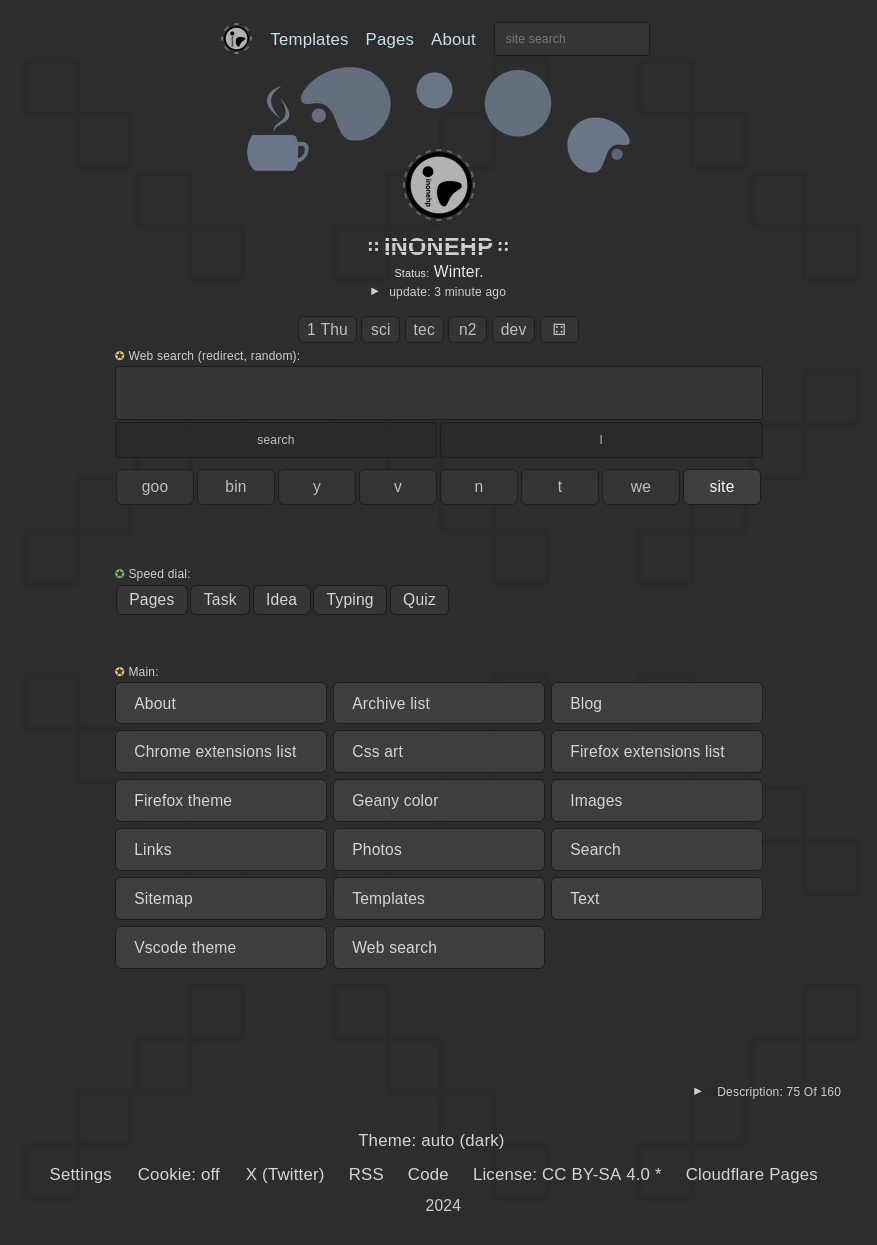 Templates Pages About site search
inonehp
:: INONEHP ::
Status: Winter.
► update: 3 minute ago
1 Thu sci tec n2 dev ⚃
✪ Web search (redirect, random):
search l
goo bin y v n t we site
✪ Speed dial:
Pages Task Idea Typing Quiz
✪ Main:
About Archive list Blog
Chrome extensions list Css art Firefox extensions list
Firefox theme Geany color Images
Links Photos Search
Sitemap Templates Text
Vscode theme Web search
► Description: 75 Of 160
Theme: auto (dark)
Settings Cookie: off X (Twitter) RSS Code License: CC BY-SA 4.0 * Cloudflare Pages
2024